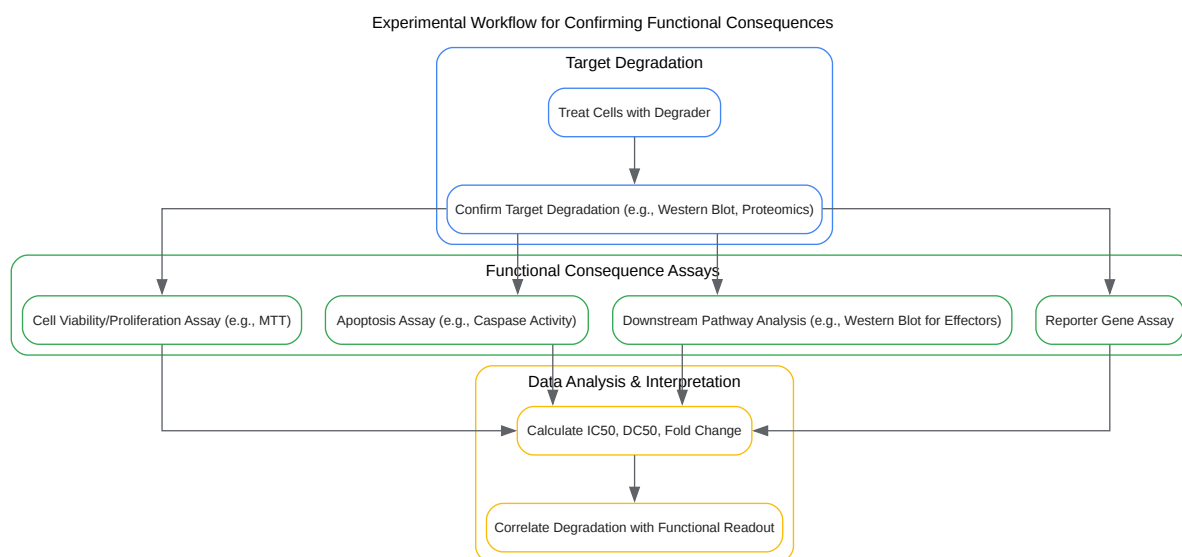 Experimental Workflow for Confirming Functional Consequences
Target Degradation
Treat Cells with Degrader
Confirm Target Degradation (e.g., Western Blot, Proteomics)
Functional Consequence Assays
Cell Viability/Proliferation Assay (e.g., MTT)
Apoptosis Assay (e.g., Caspase Activity)
Downstream Pathway Analysis (e.g., Western Blot for Effectors)
Reporter Gene Assay
Data Analysis & Interpretation
Calculate IC50, DC50, Fold Change
Correlate Degradation with Functional Readout